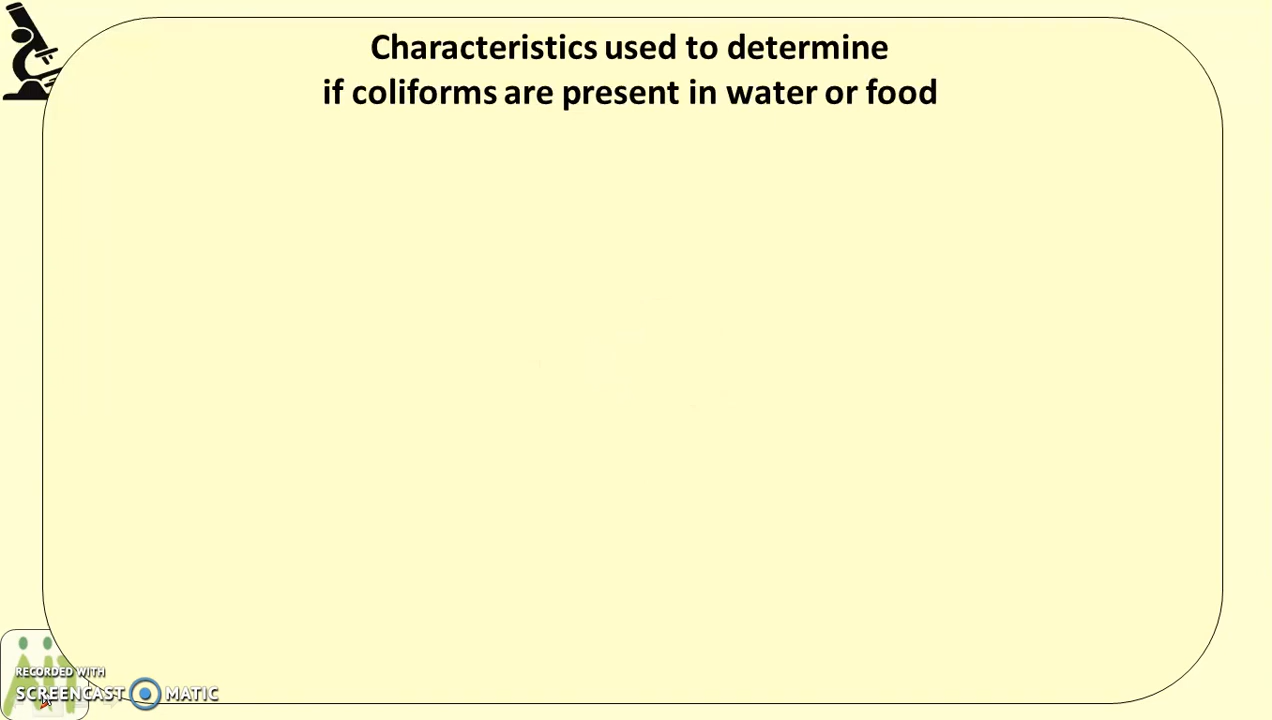 Characteristics used to determine
if coliforms are present in water or food
RECORDED WITH
SCREENCAST MATIC